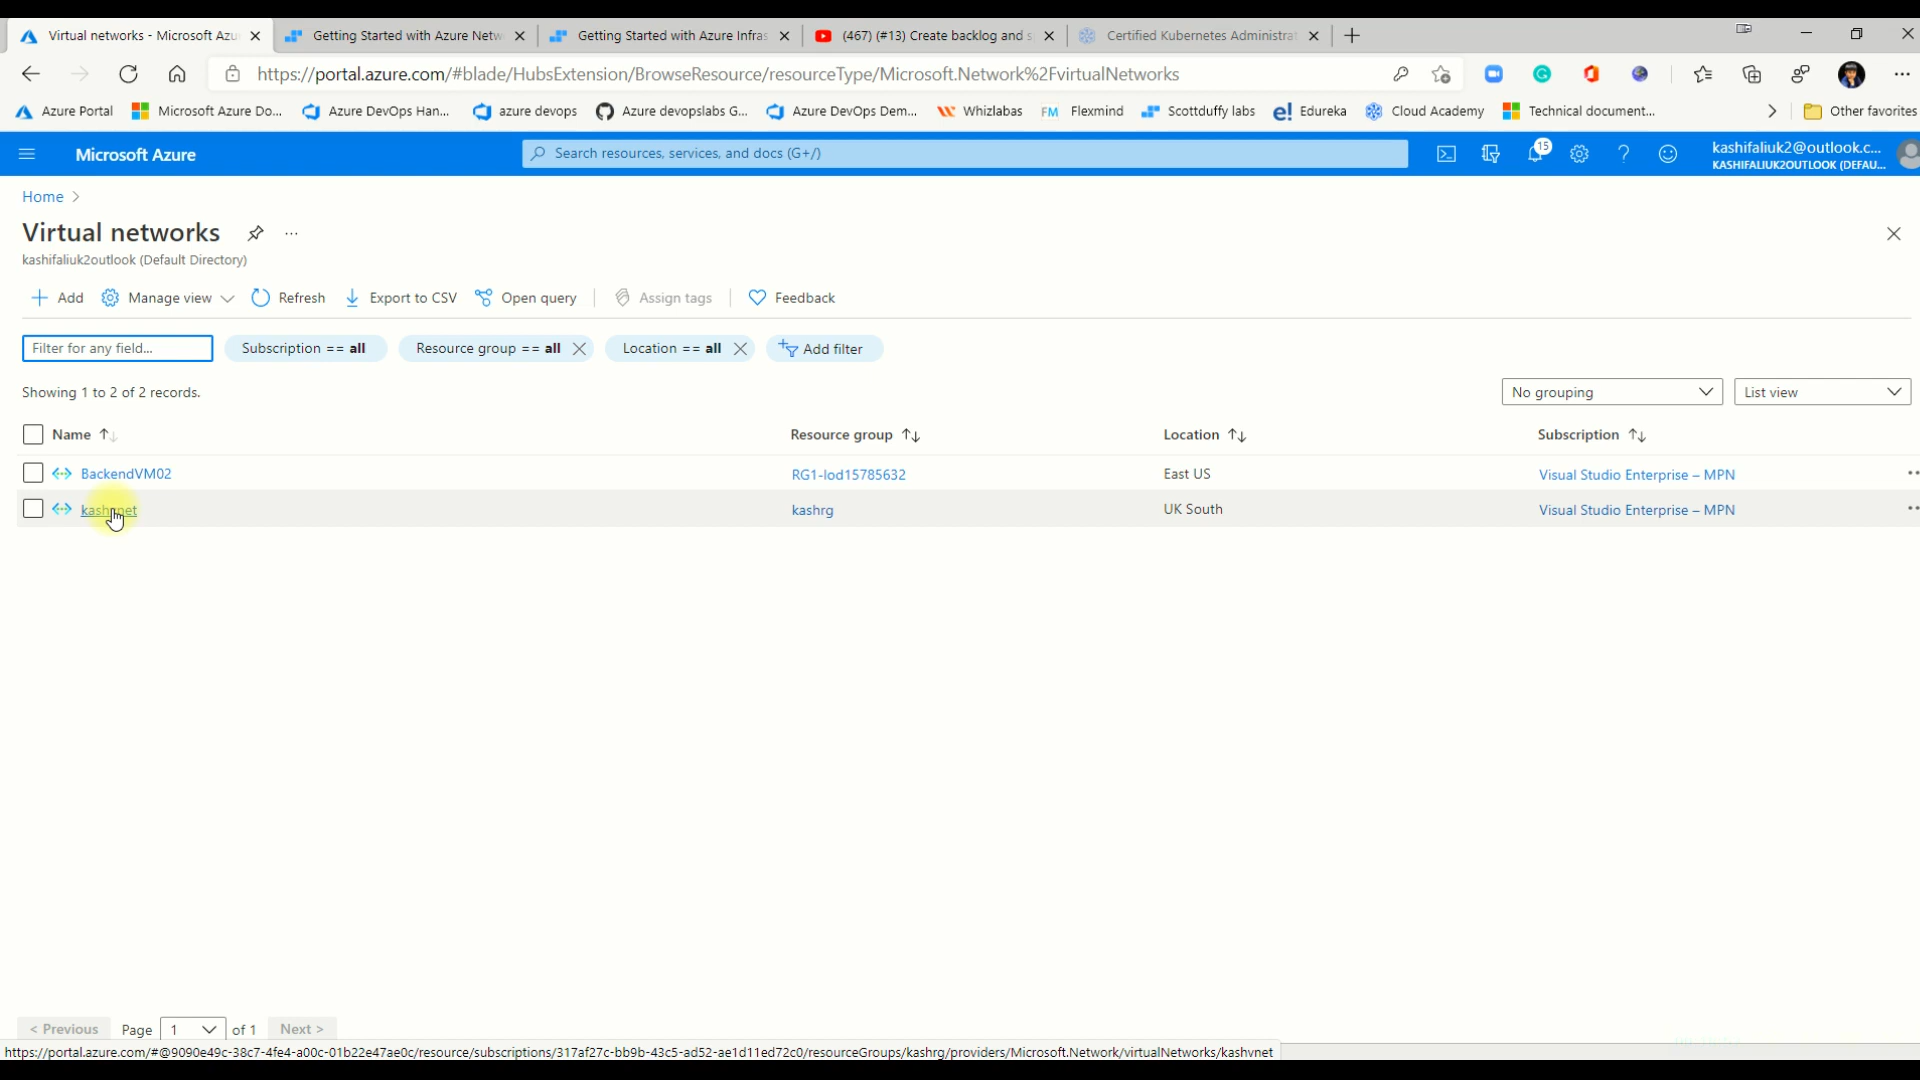 Virtual networks - Microsoft Azu
Getting Started with Azure Netw
Getting Started with Azure Infras
(467) (#13) Create backlog and s
Certified Kubernetes Administrat
https://portal.azure.com/#blade/HubsExtension/BrowseResource/resourceType/Microsoft.Network%2FvirtualNetworks
Azure Portal
Microsoft Azure Do...
Azure DevOps Han...
azure devops
Azure devopslabs G...
Azure DevOps Dem...
Whizlabs
FM Flexmind
Scottduffy labs
e! Edureka
Cloud Academy
Technical document...
Other favorites
Microsoft Azure
Search resources, services, and docs (G+/)
15
kashifaliuk2@outlook.c...
KASHIFALIUK2OUTLOOK (DEFAU...
Home >
Virtual networks
kashifaliuk2outlook (Default Directory)
Add
Manage view
Refresh
Export to CSV
Open query
Assign tags
Feedback
Filter for any field...
Subscription == all
Resource group == all
Location == all
Add filter
Showing 1 to 2 of 2 records.
No grouping
List view
Name
Resource group
Location
Subscription
BackendVM02
RG1-lod15785632
East US
Visual Studio Enterprise – MPN
kashvnet
kashrg
UK South
Visual Studio Enterprise – MPN
< Previous
Page 1 of 1
Next >
https://portal.azure.com/#@9090e49c-38c7-4fe4-a00c-01b22e47ae0c/resource/subscriptions/317af27c-bb9b-43c5-ad52-ae1d11ed72c0/resourceGroups/kashrg/providers/Microsoft.Network/virtualNetworks/kashvnet